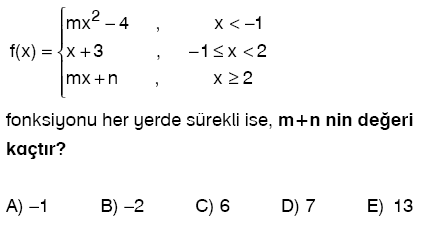 f(x) = { mx² – 4 , x < –1
x + 3 , –1 ≤ x < 2
mx + n , x ≥ 2
fonksiyonu her yerde sürekli ise, m+n nin değeri
kaçtır?
A) –1 B) –2 C) 6 D) 7 E) 13